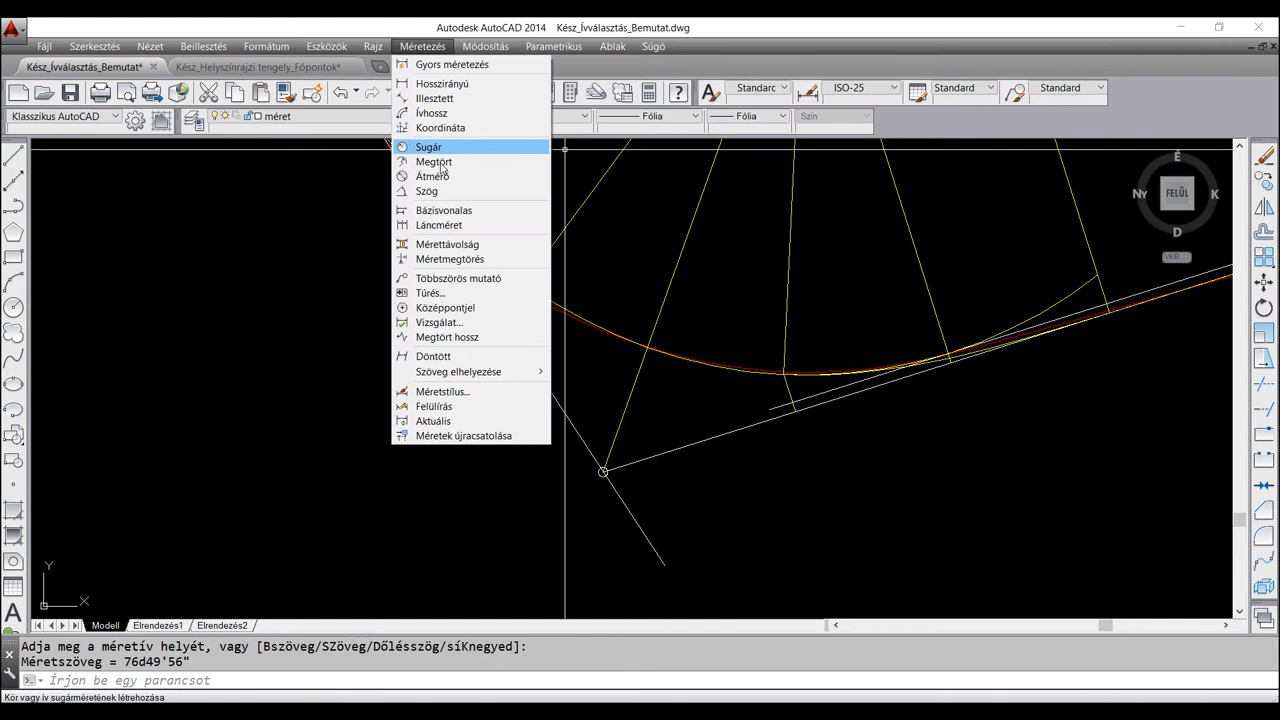 Autodesk AutoCAD 2014 Kész_Ívválasztás_Bemutat.dwg
Fájl Szerkesztés Nézet Beillesztés Formátum Eszközök Rajz Méretezés Módosítás Parametrikus Ablak Súgó
Kész_Ívválasztás_Bemutat* Kész_Helyszínrajzi tengely_Főpontok*
Standarc ISO-25 Standard Standard
Klasszikus AutoCAD méret Fólia Fólia Szín
Gyors méretezés
Hosszirányú
Illesztett
Ívhossz
Koordináta
Sugár
Megtört
Átmérő
Szög
Bázisvonalas
Láncméret
Mérettávolság
Méretmegtörés
Többszörös mutató
Tűrés...
Középpontjel
Vizsgálat...
Megtört hossz
Döntött
Szöveg elhelyezése
Méretstílus...
Felülírás
Aktuális
Méretek újracsatolása
É
NY FELÜL K
D
VKR
Y
X
Modell Elrendezés1 Elrendezés2
Adja meg a méretív helyét, vagy [Bszöveg/SZöveg/Dőlésszög/síKnegyed]:
Méretszöveg = 76d49'56"
Írjon be egy parancsot
Kör vagy ív sugárméretének létrehozása